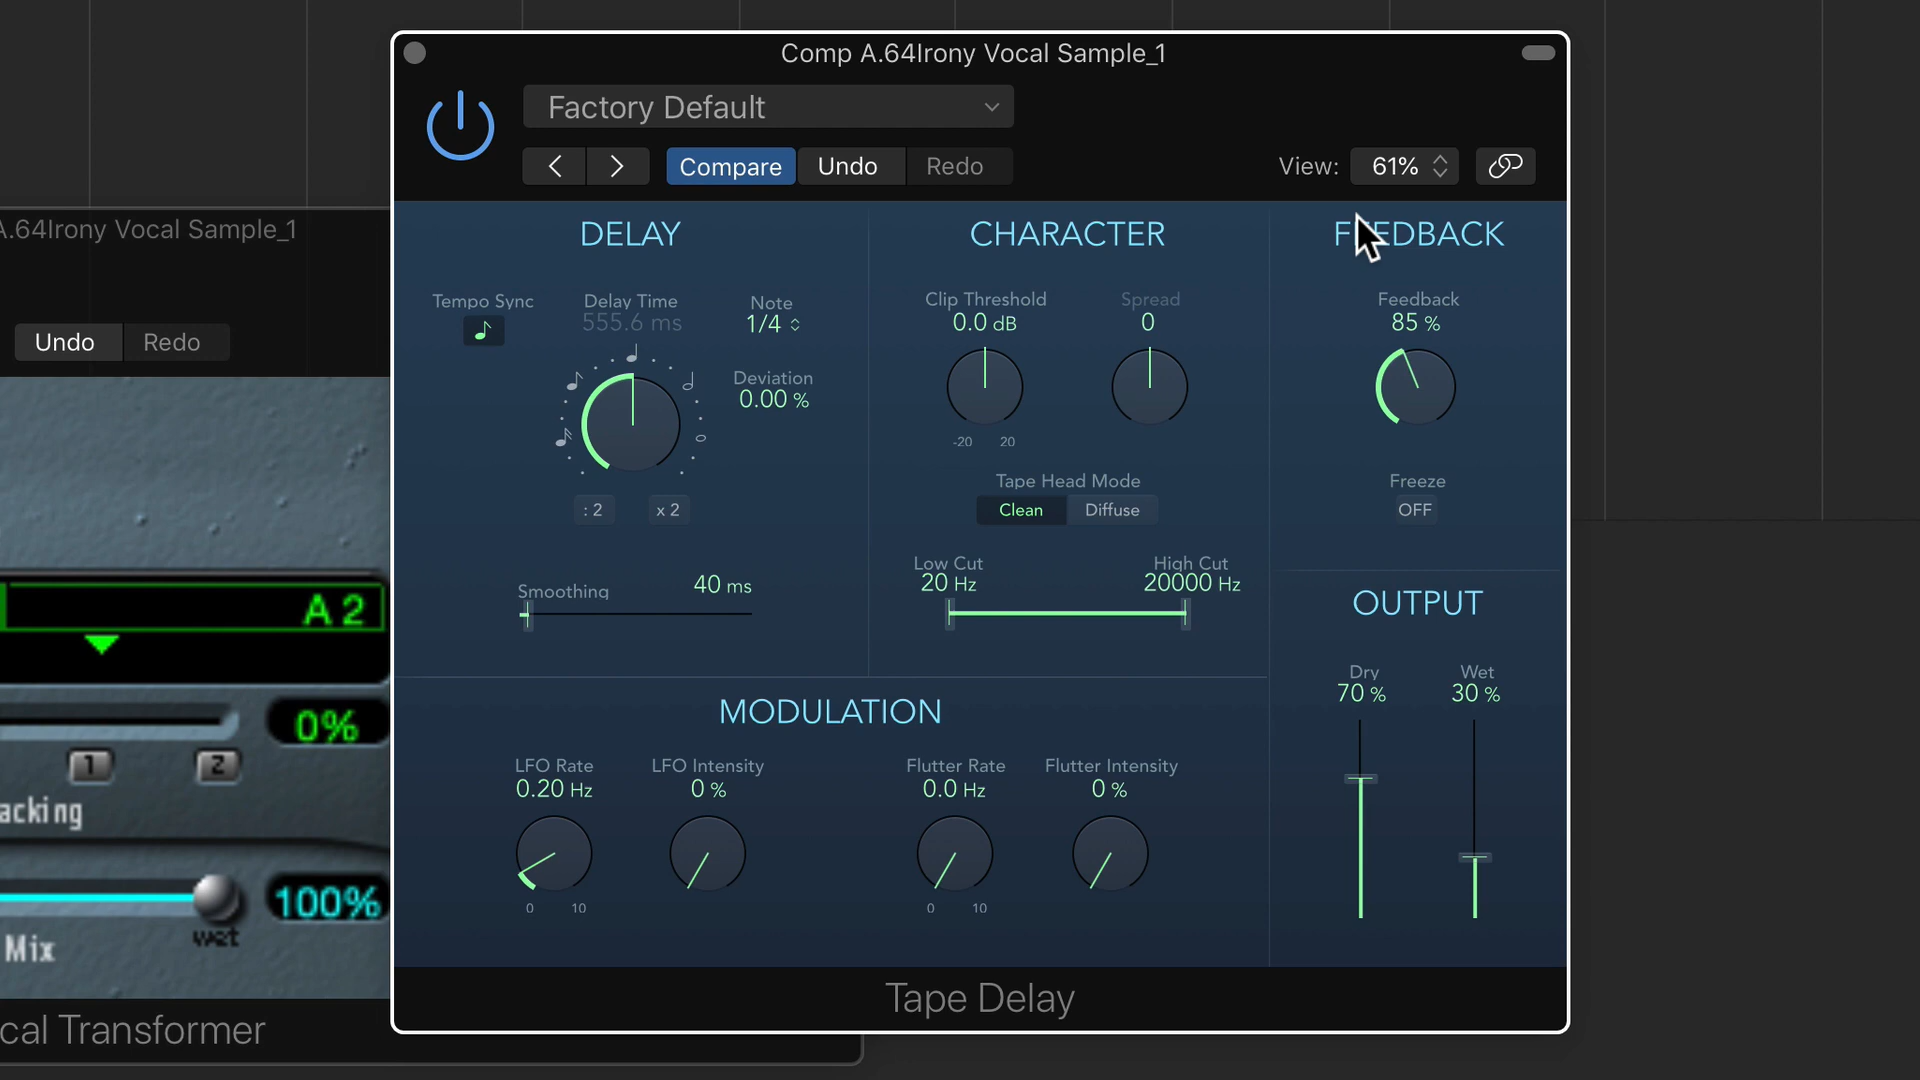 Comp A.64Irony Vocal Sample_1
Factory Default
Compare Undo Redo View: 61%
A.64Irony Vocal Sample_1
Undo Redo
A 2
0%
1 2
acking
100%
wet
Mix
cal Transformer
DELAY
Tempo Sync Delay Time Note
555.6 ms 1/4
Deviation
0.00 %
: 2 x 2
Smoothing 40 ms
CHARACTER
Clip Threshold Spread
0.0 dB 0
-20 20
Tape Head Mode
Clean Diffuse
Low Cut High Cut
20 Hz 20000 Hz
FEEDBACK
Feedback
85 %
Freeze
OFF
MODULATION
LFO Rate LFO Intensity Flutter Rate Flutter Intensity
0.20 Hz 0 % 0.0 Hz 0 %
0 10 0 10
OUTPUT
Dry Wet
70 % 30 %
Tape Delay